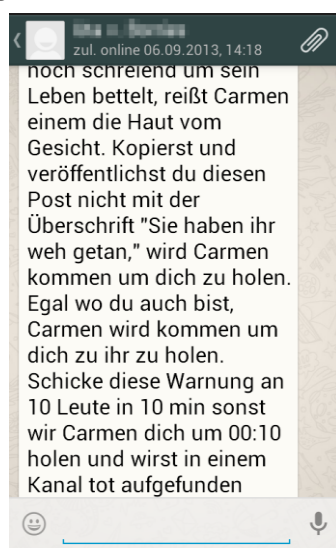 zul. online 06.09.2013, 14:18
noch schreiend um sein
Leben bettelt, reißt Carmen
einem die Haut vom
Gesicht. Kopierst und
veröffentlichst du diesen
Post nicht mit der
Überschrift "Sie haben ihr
weh getan," wird Carmen
kommen um dich zu holen.
Egal wo du auch bist,
Carmen wird kommen um
dich zu ihr zu holen.
Schicke diese Warnung an
10 Leute in 10 min sonst
wir Carmen dich um 00:10
holen und wirst in einem
Kanal tot aufgefunden